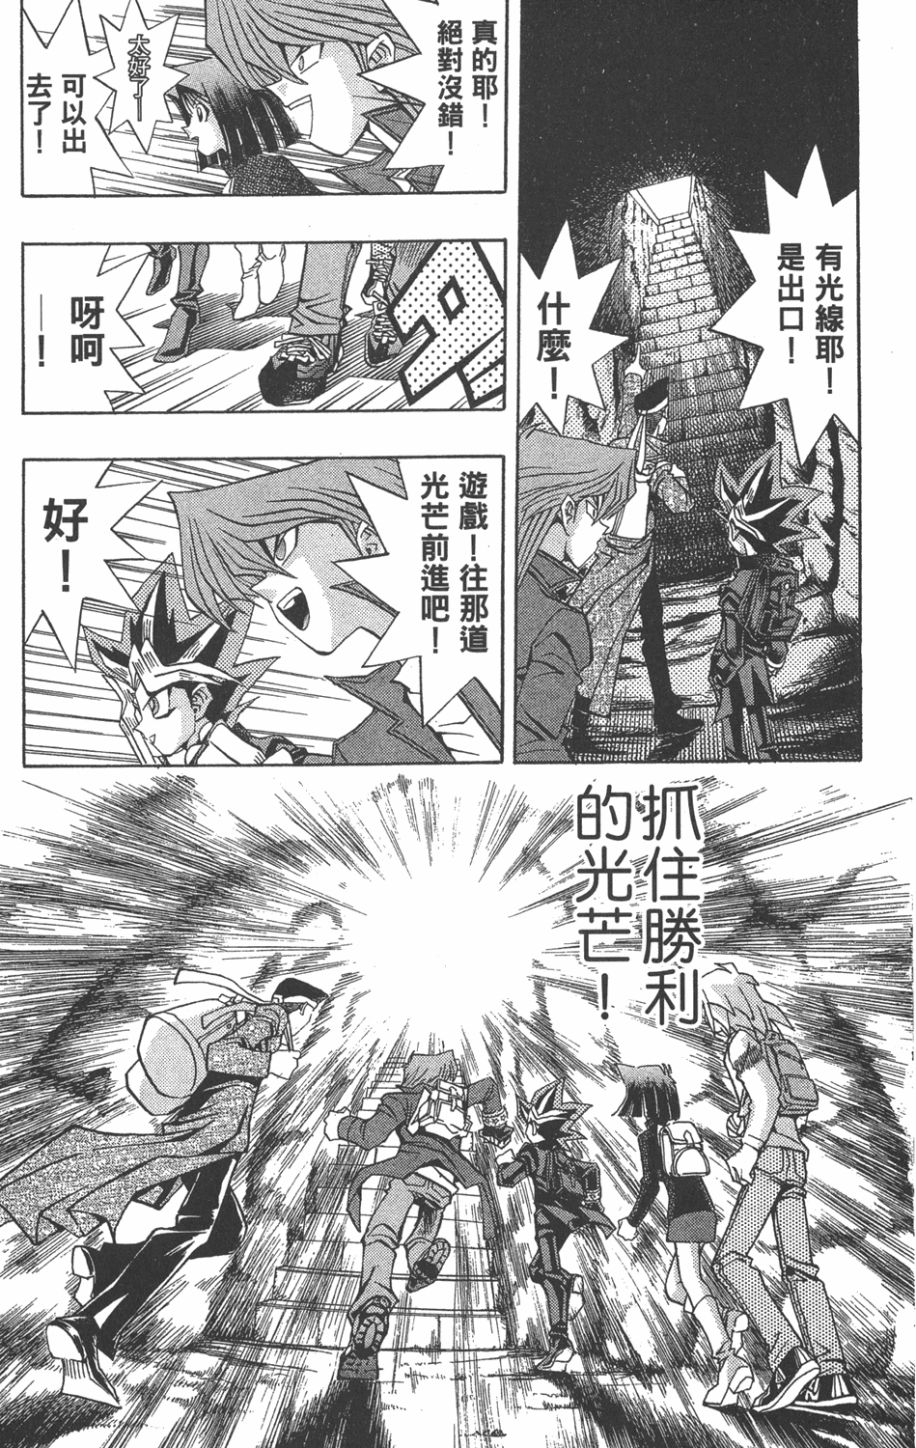 有光線耶！
是出口！
什麼！
真的耶！
絕對沒錯！
太好了—
可以出
去了！
呀呵
——！
遊戲！往那道
光芒前進吧！
好！
抓住勝利
的光芒！